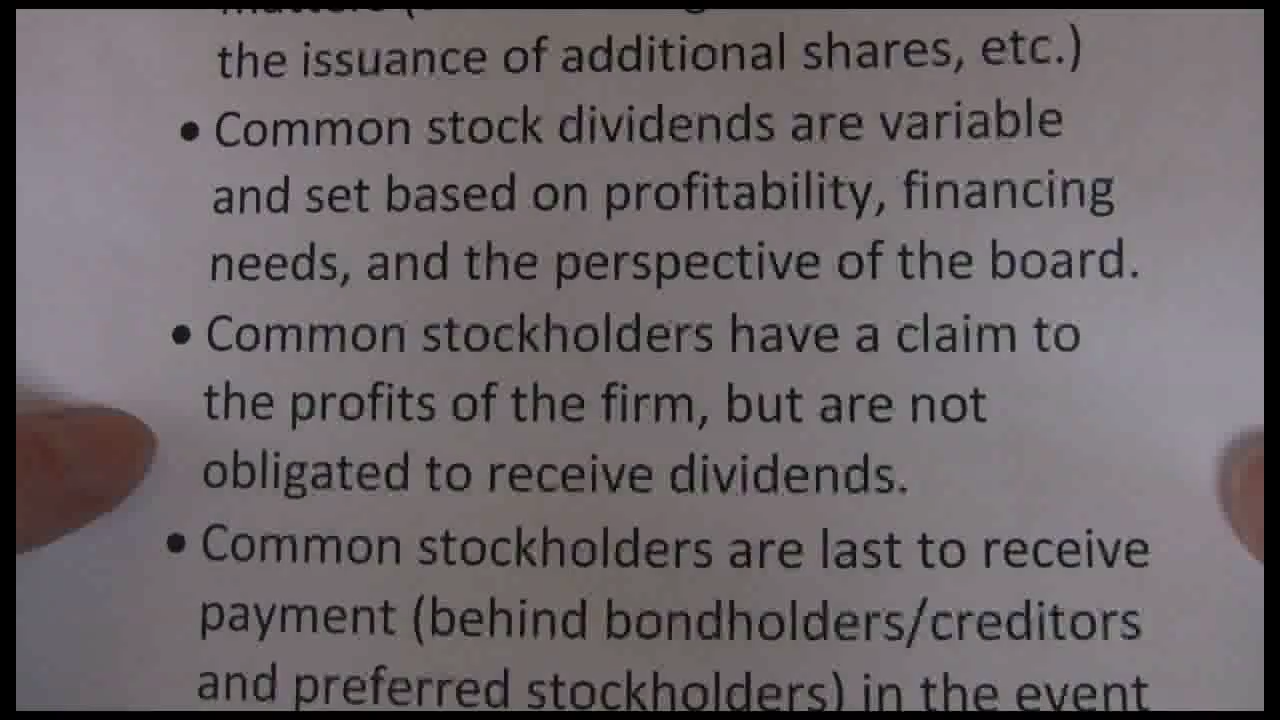 the issuance of additional shares, etc.)
• Common stock dividends are variable
and set based on profitability, financing
needs, and the perspective of the board.
• Common stockholders have a claim to
the profits of the firm, but are not
obligated to receive dividends.
• Common stockholders are last to receive
payment (behind bondholders/creditors
and preferred stockholders) in the event